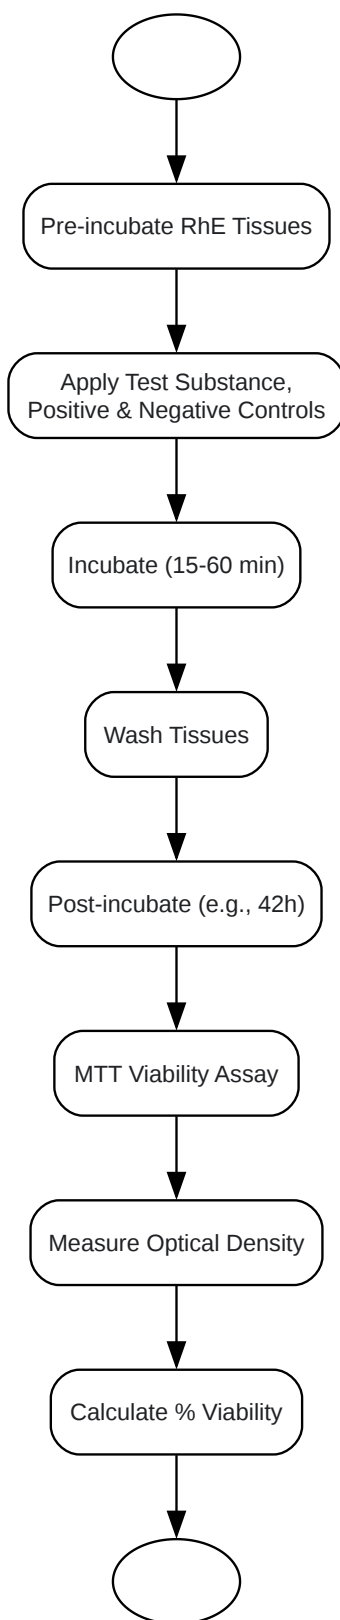 Pre-incubate RhE Tissues
Apply Test Substance,
Positive & Negative Controls
Incubate (15-60 min)
Wash Tissues
Post-incubate (e.g., 42h)
MTT Viability Assay
Measure Optical Density
Calculate % Viability